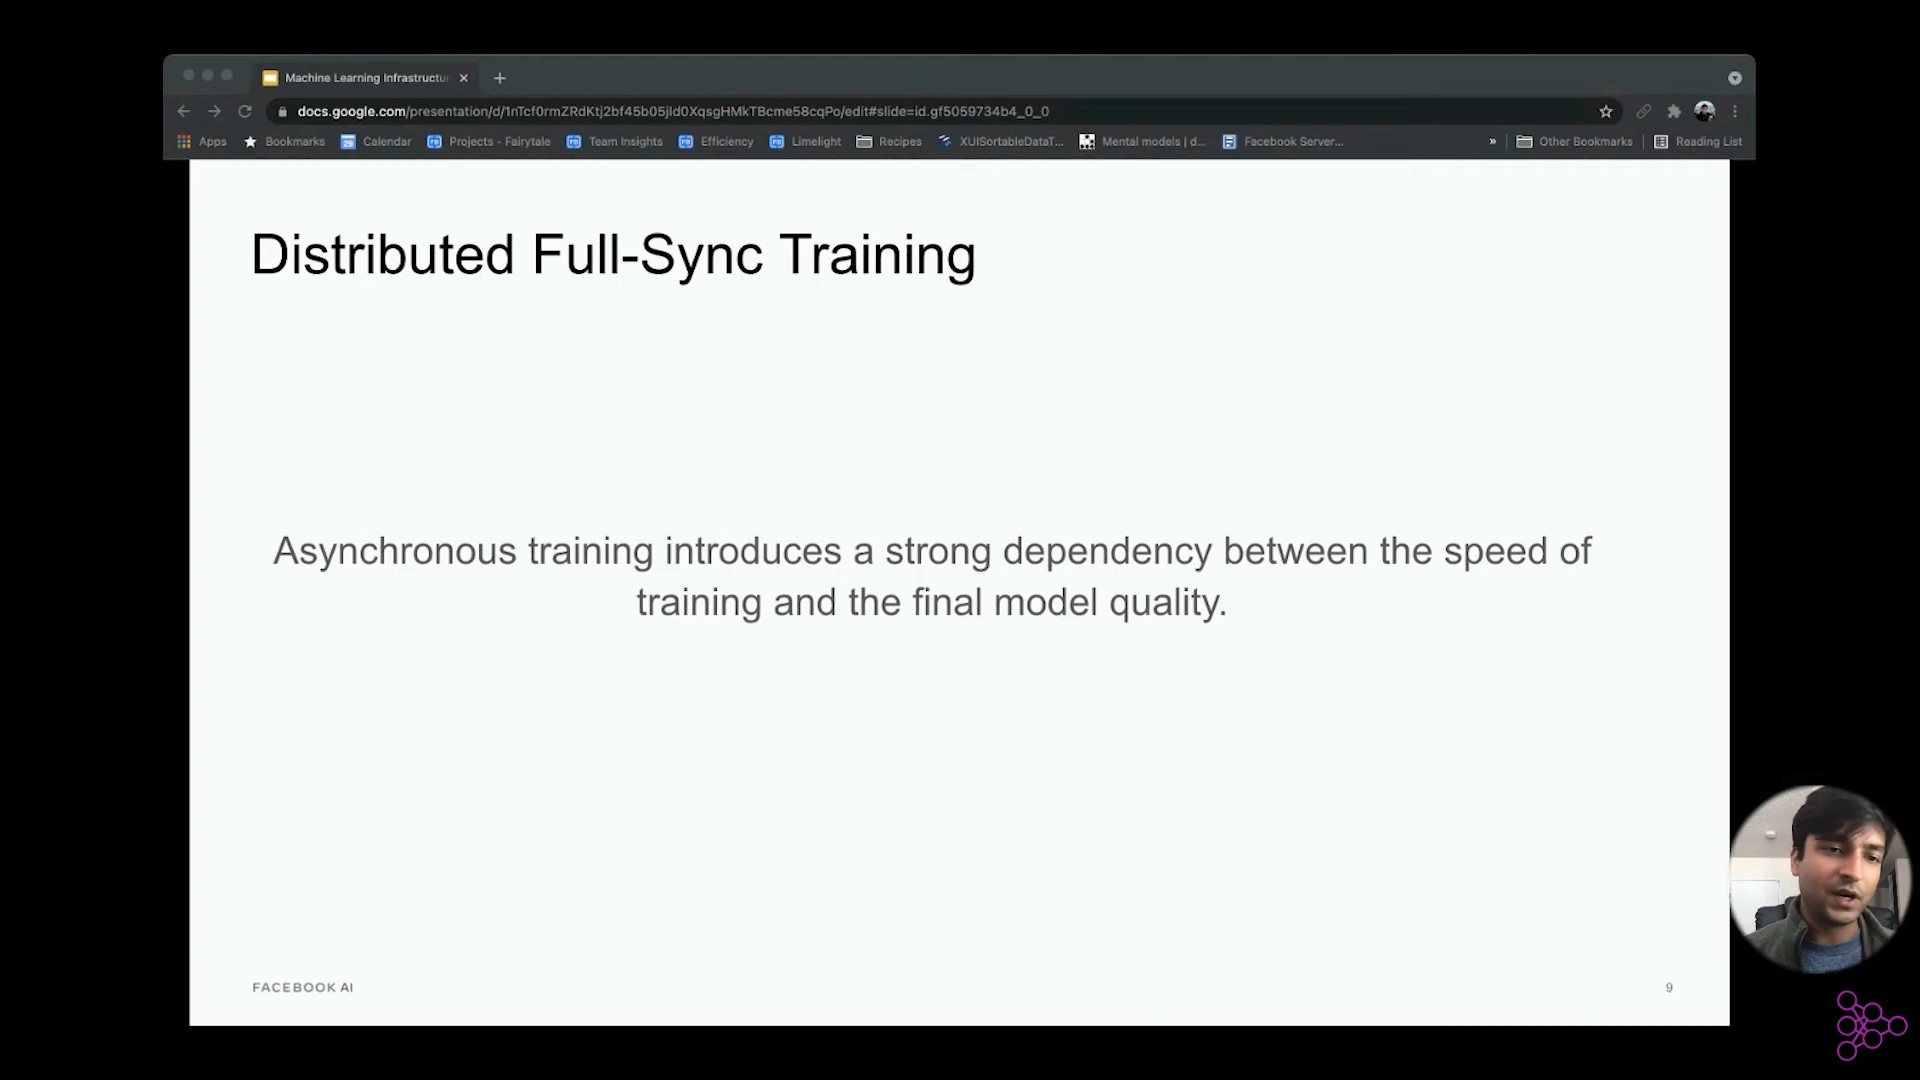 Machine Learning Infrastructu
docs.google.com/presentation/d/1nTcf0rmZRdKtj2bf45b05jId0XqsgHMkTBcme58cqPo/edit#slide=id.gf5059734b4_0_0
Apps Bookmarks Calendar Projects - Fairytale Team Insights Efficiency Limelight Recipes XUISortableDataT... Mental models | d... Facebook Server... » Other Bookmarks Reading List
Distributed Full-Sync Training
Asynchronous training introduces a strong dependency between the speed of
training and the final model quality.
FACEBOOK AI
9